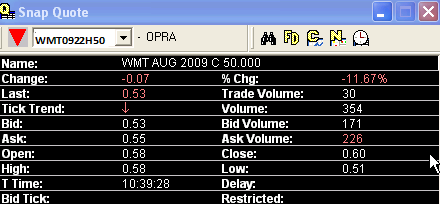 Snap Quote
WMT0922H50 - OPRA
Name: WMT AUG 2009 C 50.000
Change: -0.07 % Chg: -11.67%
Last: 0.53 Trade Volume: 30
Tick Trend: ↓ Volume: 354
Bid: 0.53 Bid Volume: 171
Ask: 0.55 Ask Volume: 226
Open: 0.58 Close: 0.60
High: 0.58 Low: 0.51
T Time: 10:39:28 Delay:
Bid Tick: Restricted: